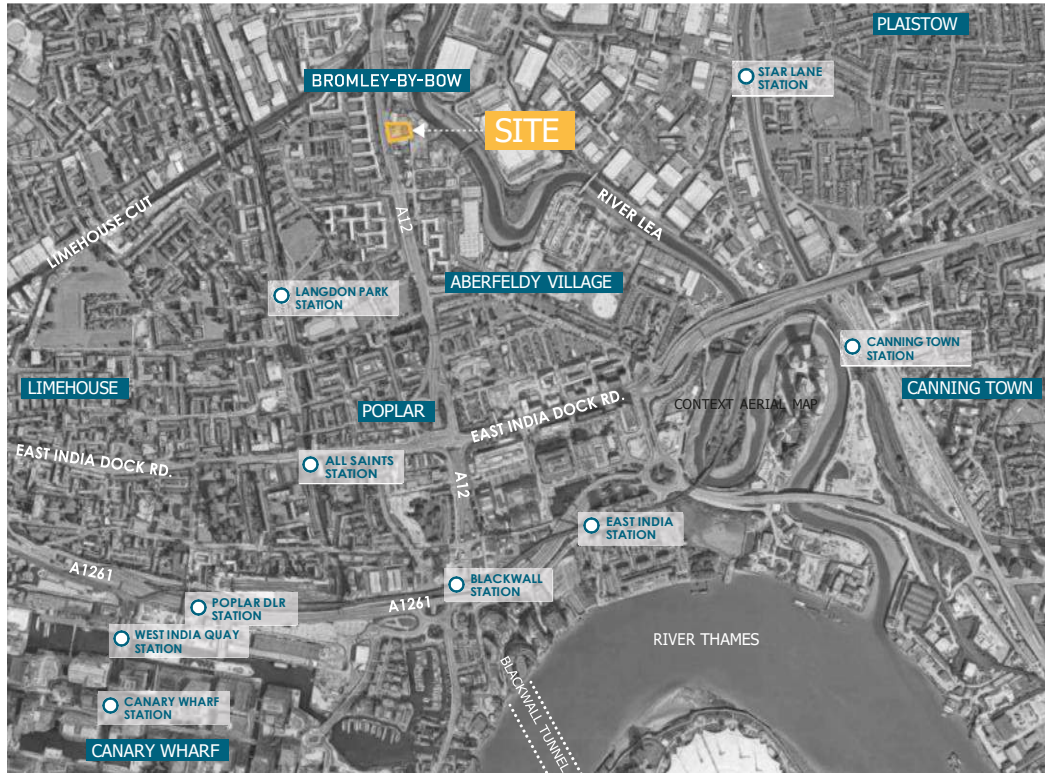 PLAISTOW
STAR LANE
STATION
BROMLEY-BY-BOW
SITE
LIMEHOUSE CUT
A12
RIVER LEA
ABERFELDY VILLAGE
LANGDON PARK
STATION
CANNING TOWN
STATION
LIMEHOUSE
CANNING TOWN
POPLAR
CONTEXT AERIAL MAP
EAST INDIA DOCK RD.
EAST INDIA DOCK RD.
ALL SAINTS
STATION
A12
EAST INDIA
STATION
A1261
BLACKWALL
STATION
POPLAR DLR
STATION
A1261
WEST INDIA QUAY
STATION
RIVER THAMES
BLACKWALL TUNNEL
CANARY WHARF
STATION
CANARY WHARF